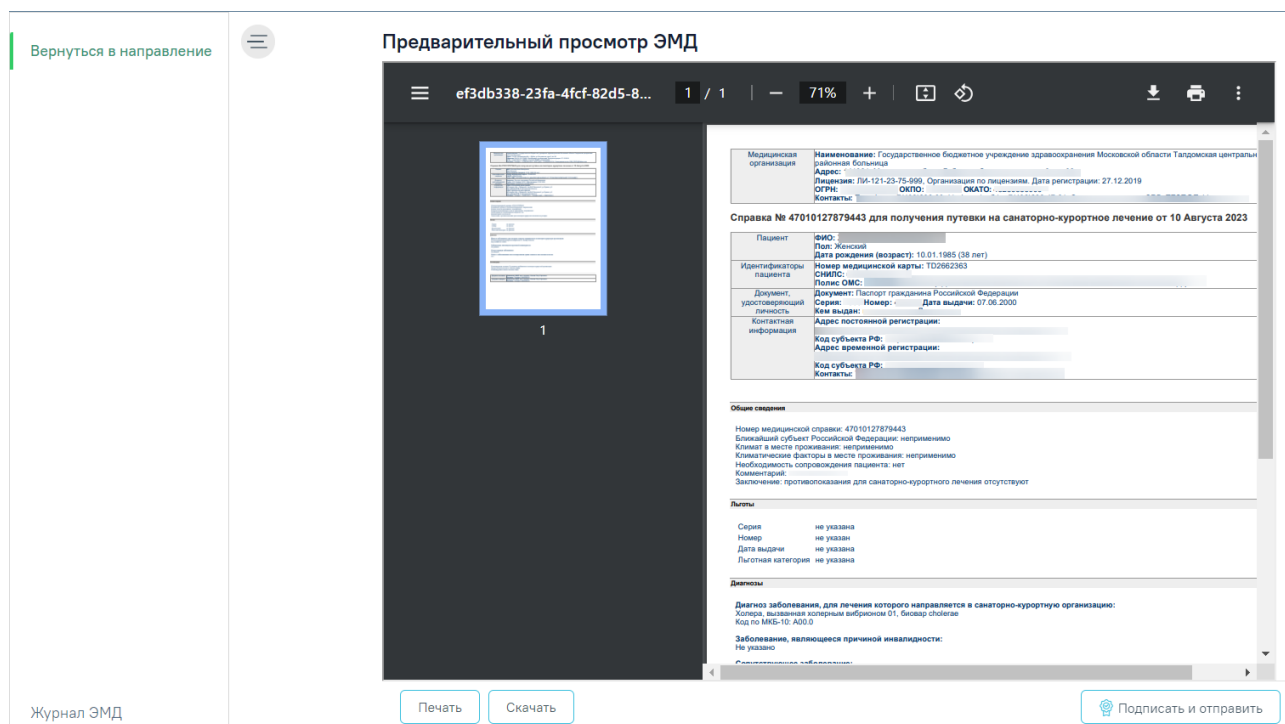 Вернуться в направление
Предварительный просмотр ЭМД
ef3db338-23fa-4fcf-82d5-8... 1 / 1 71%
1
Медицинская организация
Наименование: Государственное бюджетное учреждение здравоохранения Московской области Талдомская центральн
районная больница
Адрес:
Лицензия: ЛИ-121-23-75-999, Организация по лицензиям. Дата регистрации: 27.12.2019
ОГРН: ОКПО: ОКАТО:
Контакты:
Справка № 47010127879443 для получения путевки на санаторно-курортное лечение от 10 Августа 2023
Пациент
ФИО:
Пол: Женский
Дата рождения (возраст): 10.01.1985 (38 лет)
Идентификаторы пациента
Номер медицинской карты: TD2662363
СНИЛС:
Полис ОМС:
Документ, удостоверяющий личность
Документ: Паспорт гражданина Российской Федерации
Серия: Номер: Дата выдачи: 07.06.2000
Кем выдан:
Контактная информация
Адрес постоянной регистрации:
Код субъекта РФ:
Адрес временной регистрации:
Код субъекта РФ:
Контакты:
Общие сведения
Номер медицинской справки: 47010127879443
Ближайший субъект Российской Федерации: неприменимо
Климат в месте проживания: неприменимо
Климатические факторы в месте проживания: неприменимо
Необходимость сопровождения пациента: нет
Комментарий:
Заключение: противопоказания для санаторно-курортного лечения отсутствуют
Льготы
Серия не указана
Номер не указан
Дата выдачи не указана
Льготная категория не указана
Диагнозы
Диагноз заболевания, для лечения которого направляется в санаторно-курортную организацию:
Холера, вызванная холерным вибрионом 01, биовар cholerae
Код по МКБ-10: A00.0
Заболевание, являющееся причиной инвалидности:
Не указано
Сопутствующее заболевание:
Журнал ЭМД
Печать Скачать Подписать и отправить